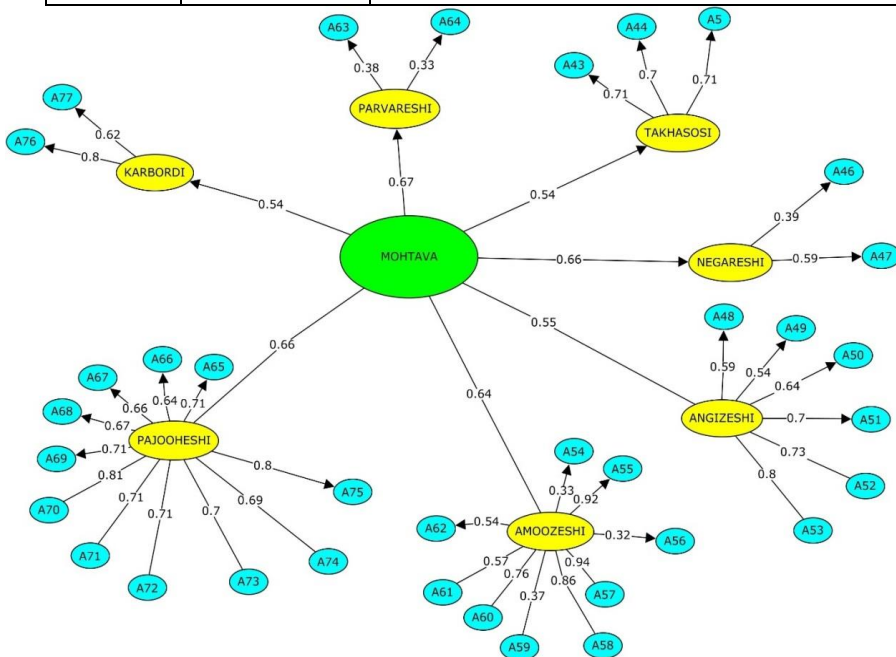 A63
A64
0.38
0.33
PARVARESHI
0.67
A43
A44
A5
0.71
0.7
0.71
TAKHASOSI
0.54
A77
A76
0.62
0.8
KARBORDI
0.54
MOHTAVA
A46
A47
0.39
0.59
NEGARESHI
0.66
A48
A49
A50
A51
A52
A53
0.59
0.54
0.64
0.7
0.73
0.8
ANGIZESHI
0.55
A65
A66
A67
A68
A69
A70
A71
A72
A73
A74
A75
0.71
0.64
0.66
0.67
0.71
0.81
0.71
0.71
0.7
0.69
0.8
PAJOOHESHI
0.66
A54
A55
A56
A57
A58
A59
A60
A61
A62
0.33
0.92
0.32
0.94
0.86
0.37
0.76
0.57
0.54
AMOOZESHI
0.64